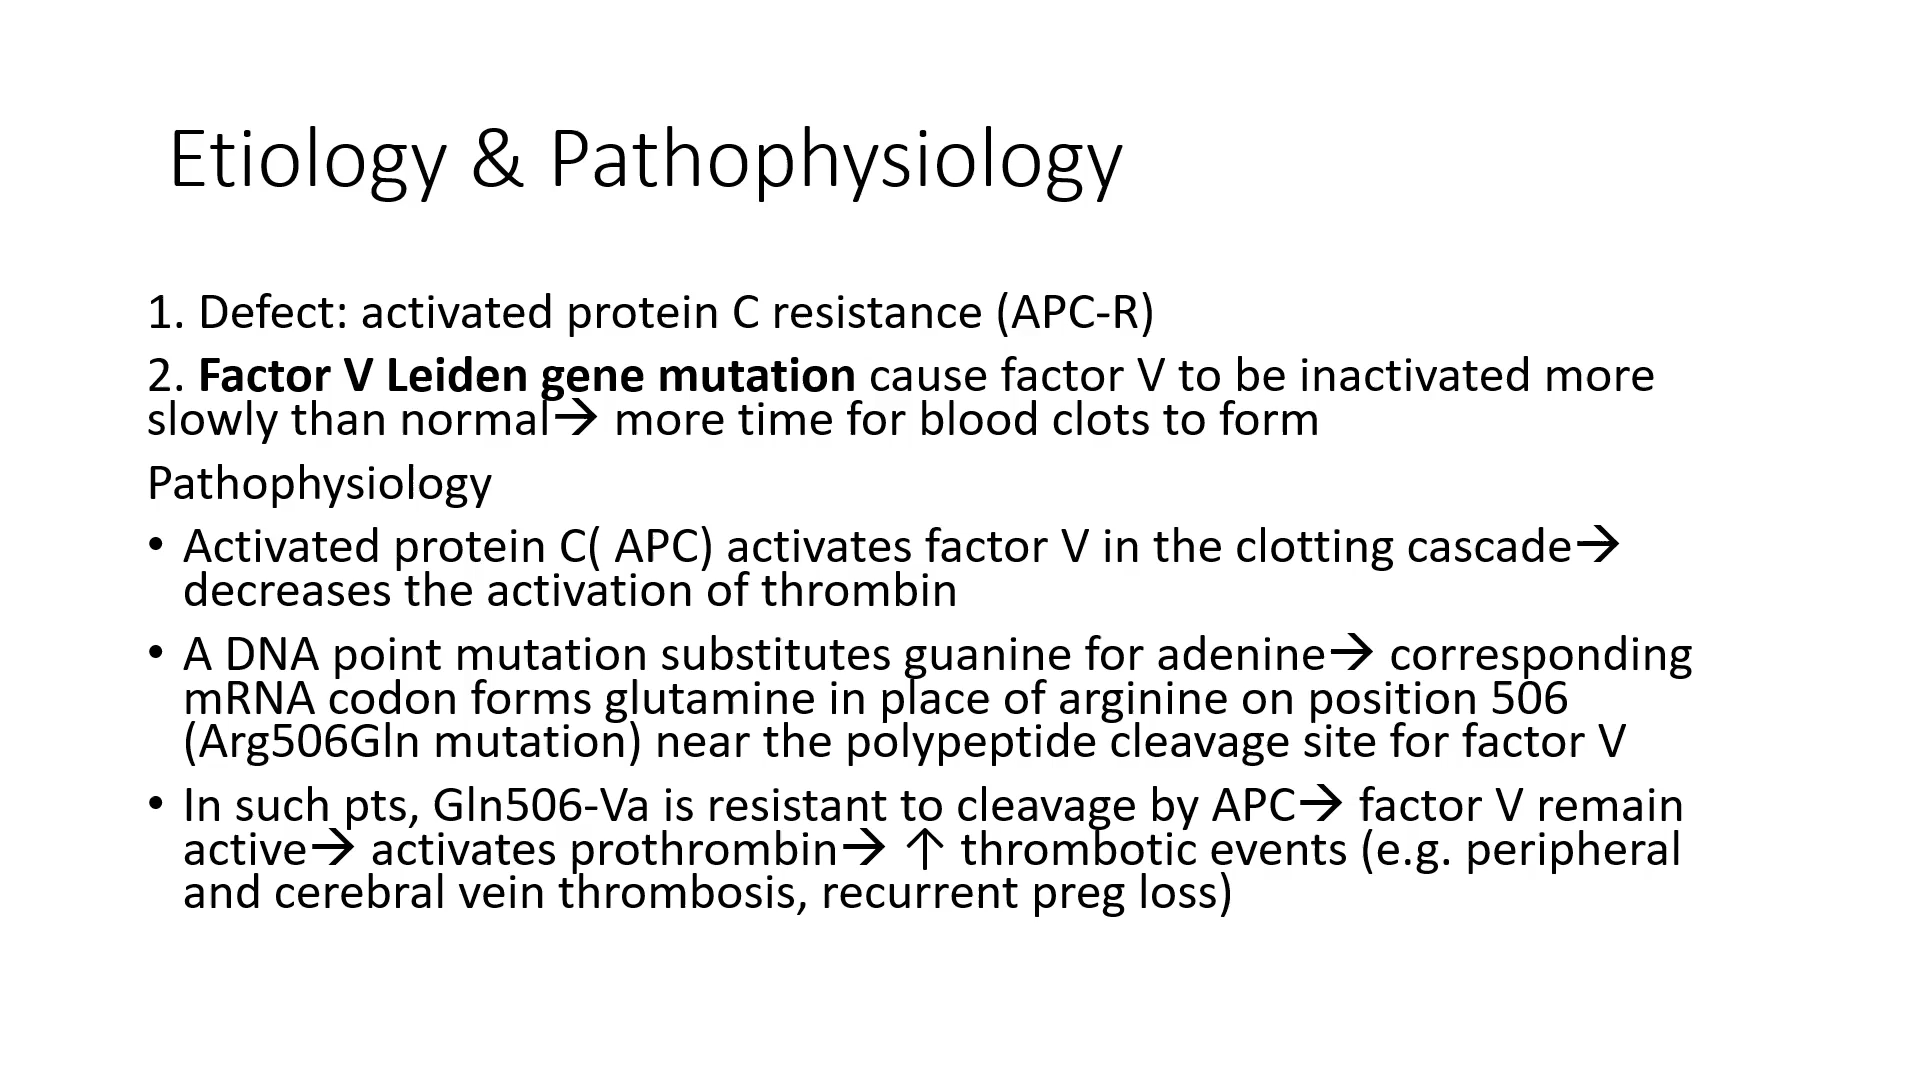 Etiology & Pathophysiology
1. Defect: activated protein C resistance (APC-R)
2. Factor V Leiden gene mutation cause factor V to be inactivated more
slowly than normal→ more time for blood clots to form
Pathophysiology
• Activated protein C( APC) activates factor V in the clotting cascade→
decreases the activation of thrombin
• A DNA point mutation substitutes guanine for adenine→ corresponding
mRNA codon forms glutamine in place of arginine on position 506
(Arg506Gln mutation) near the polypeptide cleavage site for factor V
• In such pts, Gln506-Va is resistant to cleavage by APC→ factor V remain
active→ activates prothrombin→ ↑ thrombotic events (e.g. peripheral
and cerebral vein thrombosis, recurrent preg loss)